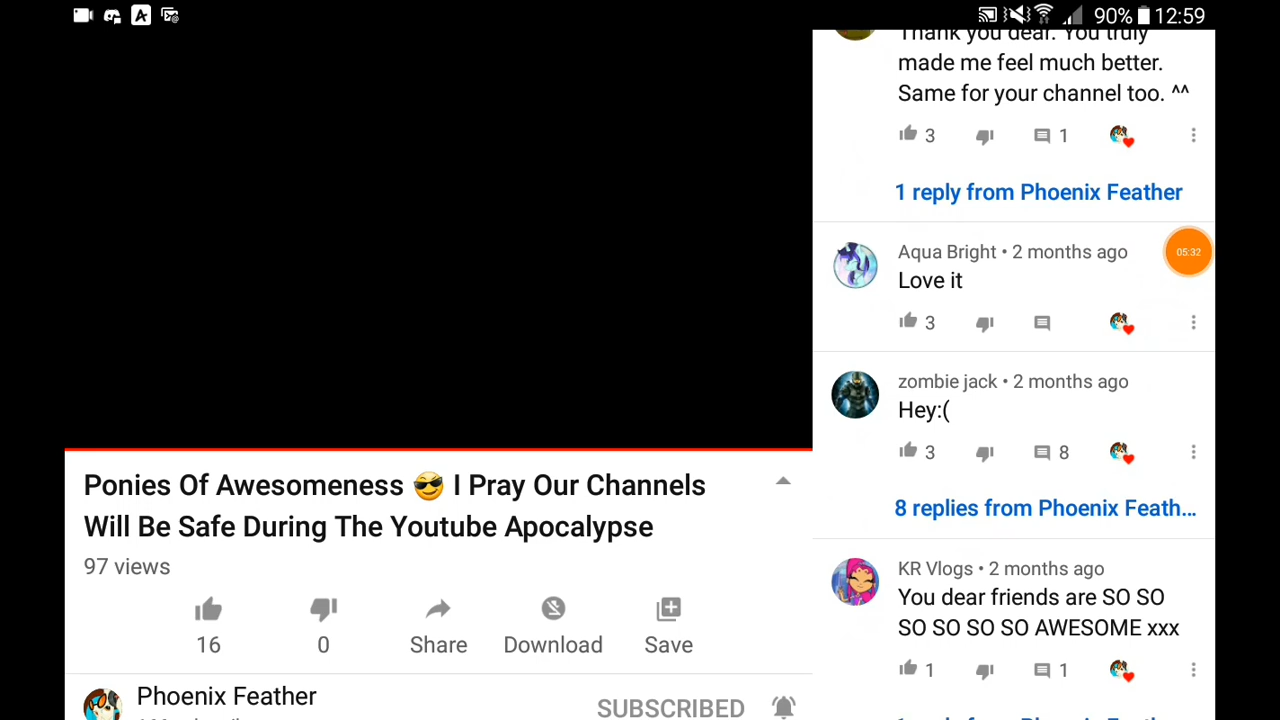 90% 12:59
Thank you dear. You truly
made me feel much better.
Same for your channel too. ^^
3 1
1 reply from Phoenix Feather
Aqua Bright • 2 months ago
05:32
Love it
3
zombie jack • 2 months ago
Hey:(
3 8
8 replies from Phoenix Feath...
KR Vlogs • 2 months ago
You dear friends are SO SO
SO SO SO SO AWESOME xxx
1 1
Ponies Of Awesomeness 😎 I Pray Our Channels
Will Be Safe During The Youtube Apocalypse
97 views
16 0 Share Download Save
Phoenix Feather
SUBSCRIBED